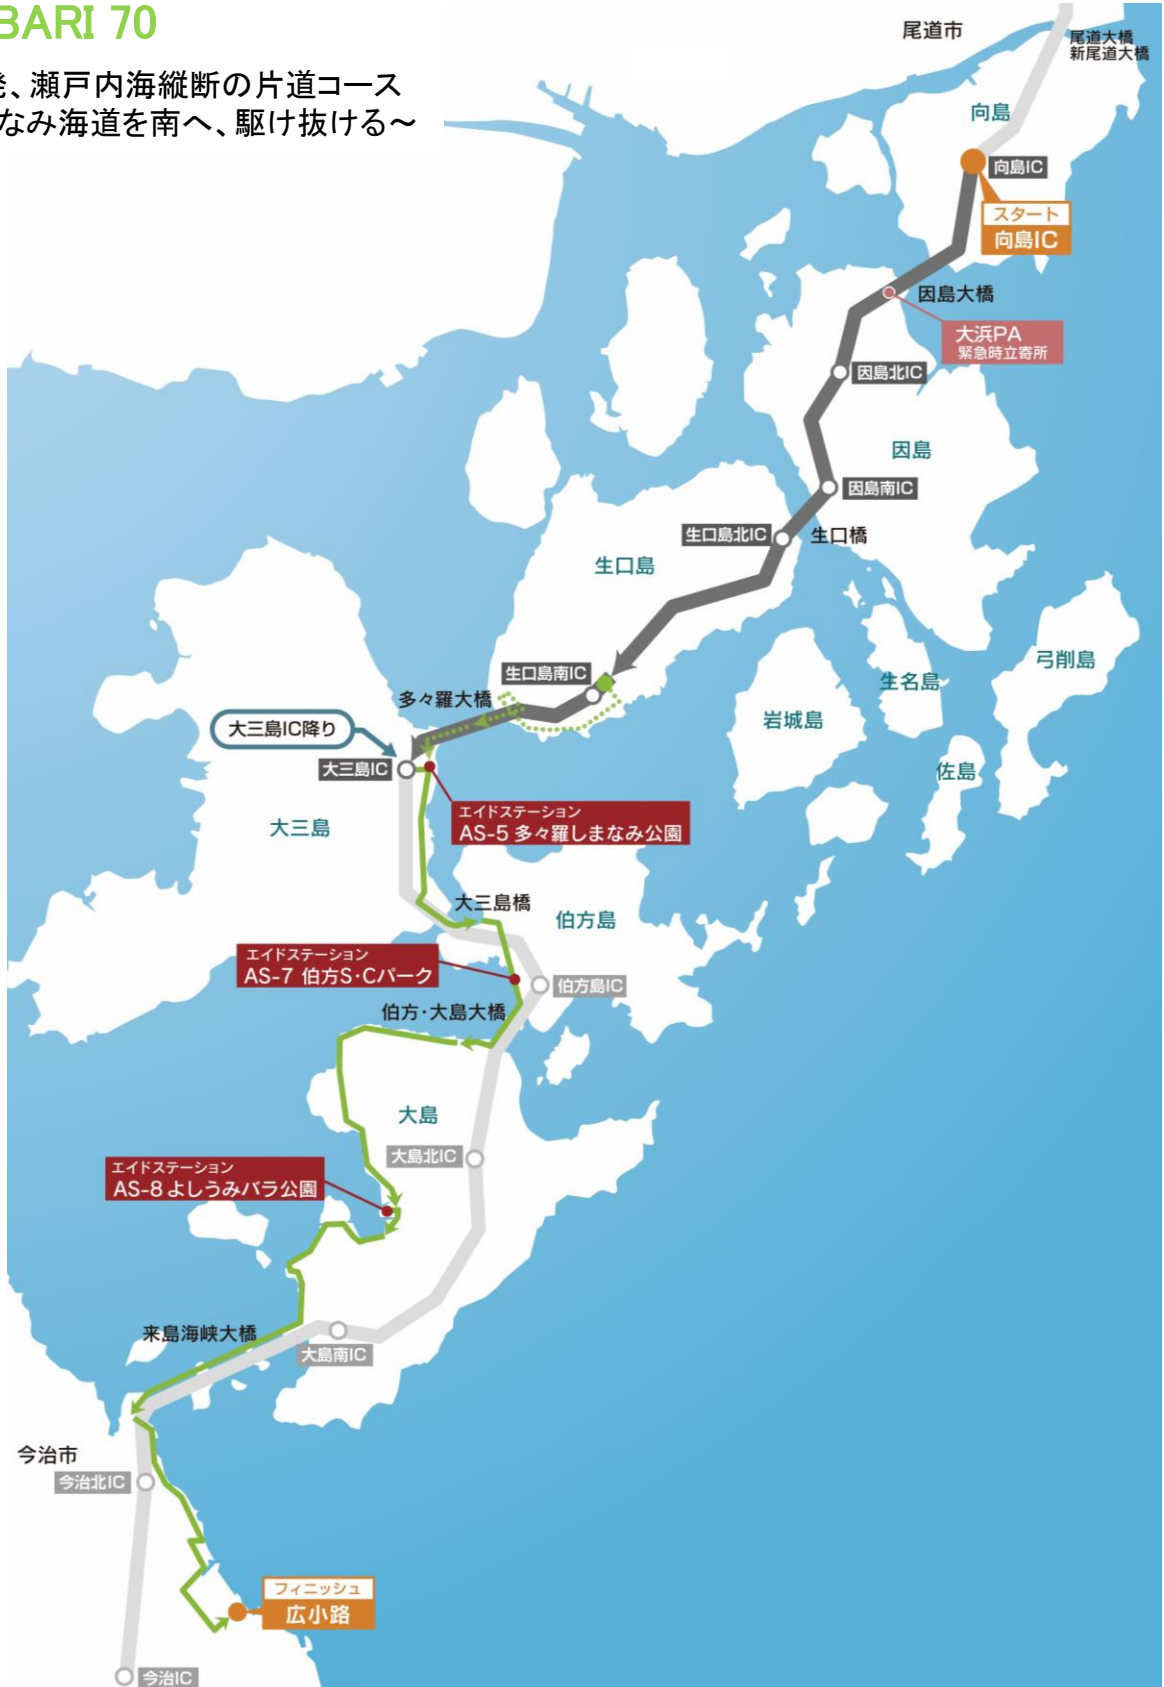 BARI 70
発、瀬戸内海縦断の片道コース
なみ海道を南へ、駆け抜ける～
尾道市
尾道大橋
新尾道大橋
向島
向島IC
スタート
向島IC
因島大橋
大浜PA
緊急時立寄所
因島北IC
因島
因島南IC
生口島北IC
生口橋
生口島
弓削島
生口島南IC
生名島
多々羅大橋
岩城島
大三島IC降り
大三島IC
佐島
エイドステーション
AS-5 多々羅しまなみ公園
大三島
大三島橋
伯方島
エイドステーション
AS-7 伯方S・Cパーク
伯方島IC
伯方・大島大橋
大島
大島北IC
エイドステーション
AS-8 よしうみバラ公園
来島海峡大橋
大島南IC
今治市
今治北IC
フィニッシュ
広小路
今治IC